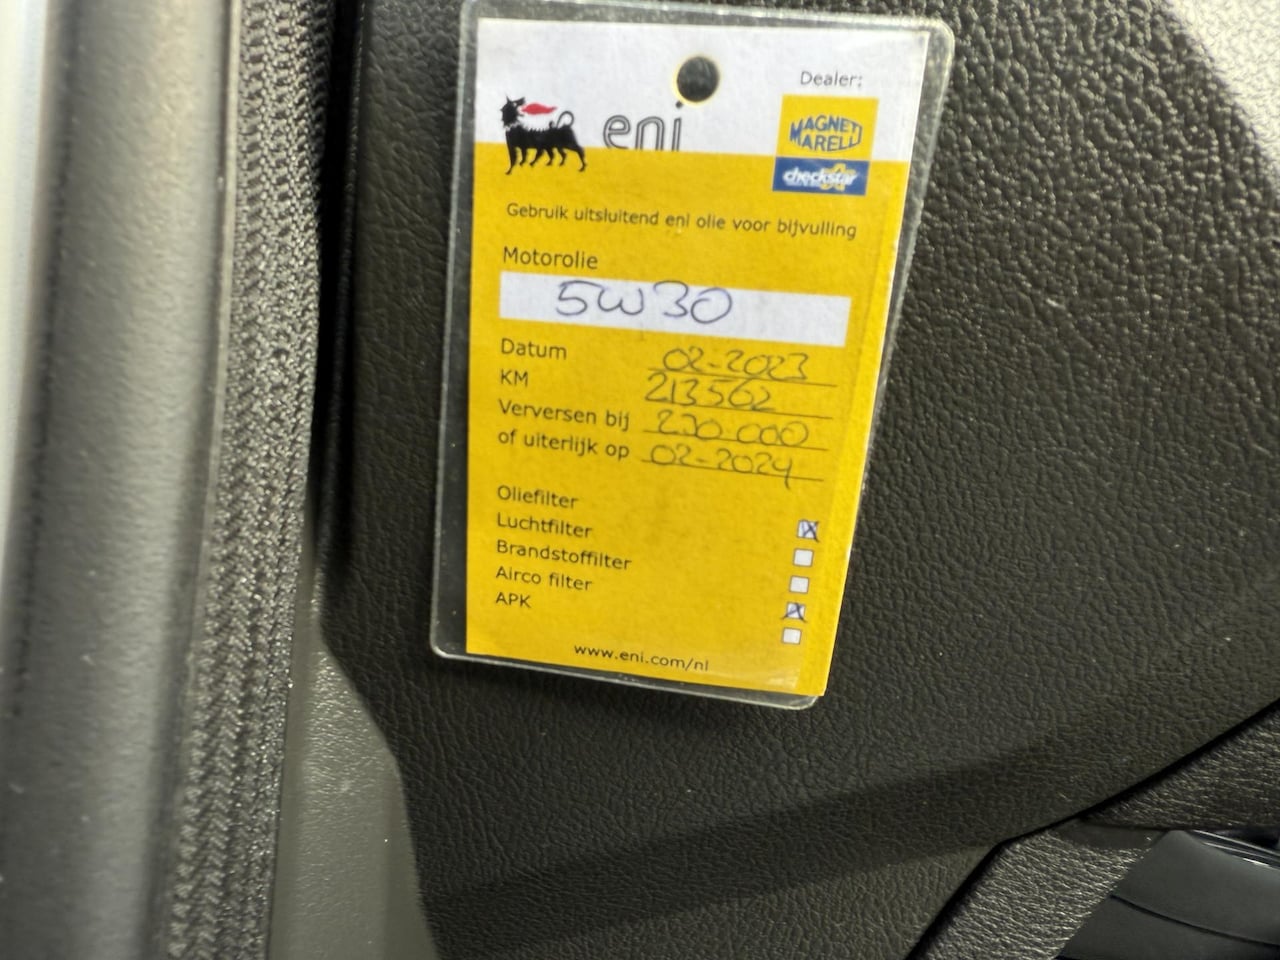 Dealer:
eni
MAGNETI
MARELLI
checkstar
Gebruik uitsluitend eni olie voor bijvulling
Motorolie
5W30
Datum 02-2023
KM 213562
Verversen bij 230.000
of uiterlijk op 02-2024
Oliefilter
Luchtfilter
Brandstoffilter
Airco filter
APK
www.eni.com/nl